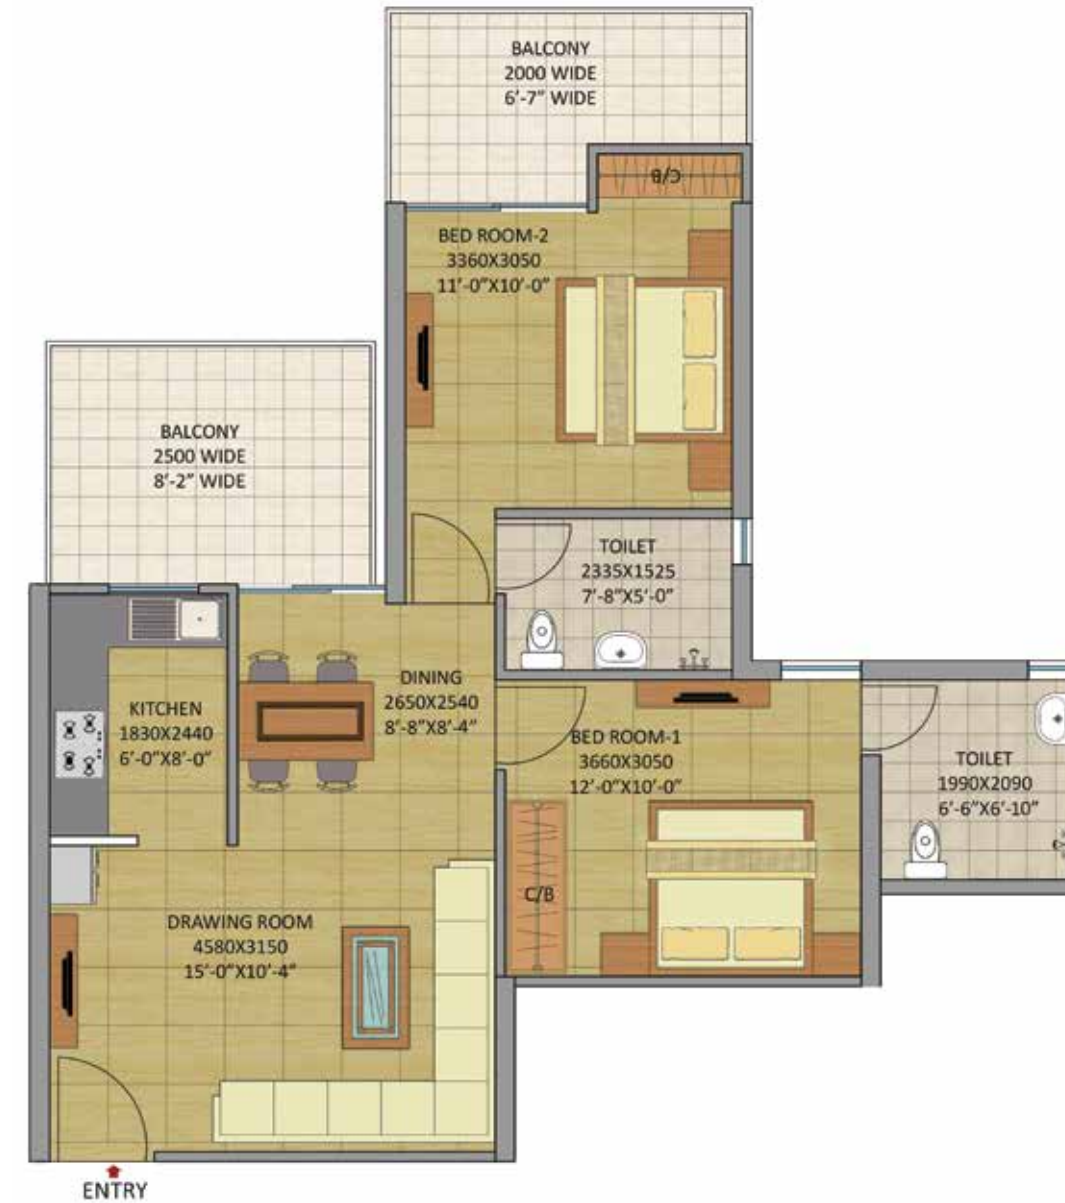 BALCONY
2000 WIDE
6'-7" WIDE
C/B
BED ROOM-2
3360X3050
11'-0"X10'-0"
BALCONY
2500 WIDE
8'-2" WIDE
TOILET
2335X1525
7'-8"X5'-0"
DINING
2650X2540
8'-8"X8'-4"
KITCHEN
1830X2440
6'-0"X8'-0"
BED ROOM-1
3660X3050
12'-0"X10'-0"
TOILET
1990X2090
6'-6"X6'-10"
C/B
DRAWING ROOM
4580X3150
15'-0"X10'-4"
ENTRY